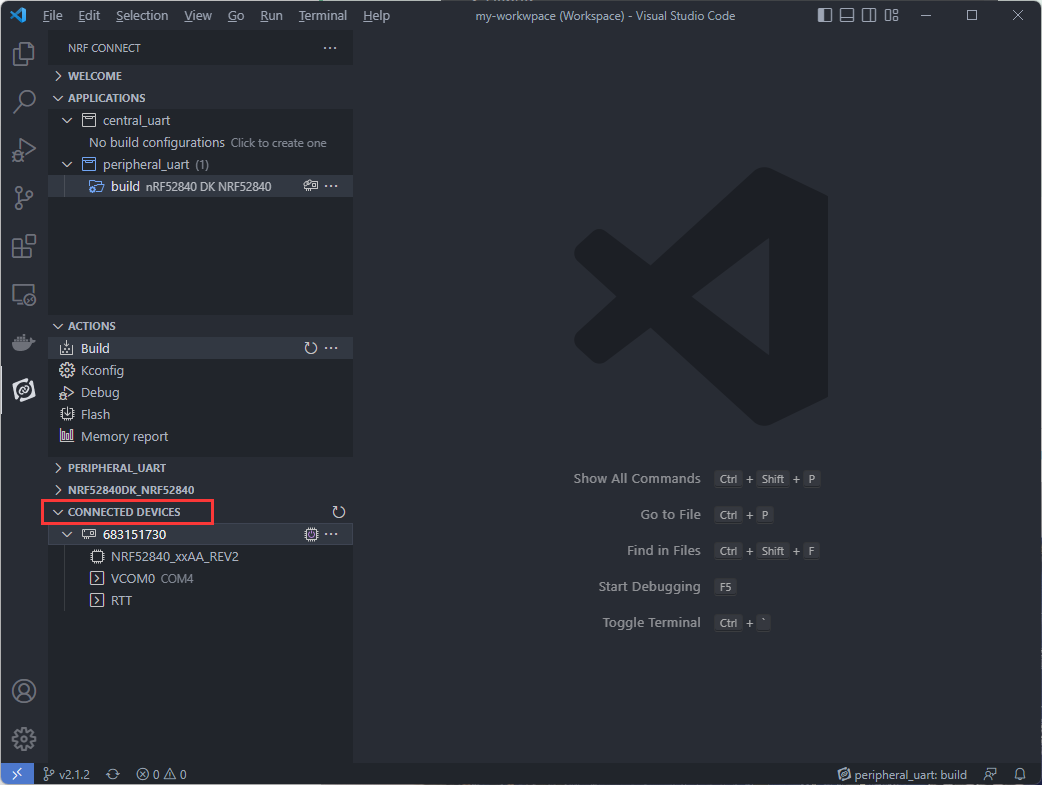 File Edit Selection View Go Run Terminal Help my-workwpace (Workspace) - Visual Studio Code
NRF CONNECT
WELCOME
APPLICATIONS
central_uart
No build configurations Click to create one
peripheral_uart (1)
build nRF52840 DK NRF52840
ACTIONS
Build
Kconfig
Debug
Flash
Memory report
PERIPHERAL_UART
NRF52840DK_NRF52840
CONNECTED DEVICES
683151730
NRF52840_xxAA_REV2
VCOM0 COM4
RTT
Show All Commands Ctrl + Shift + P
Go to File Ctrl + P
Find in Files Ctrl + Shift + F
Start Debugging F5
Toggle Terminal Ctrl + `
v2.1.2 0 0 peripheral_uart: build